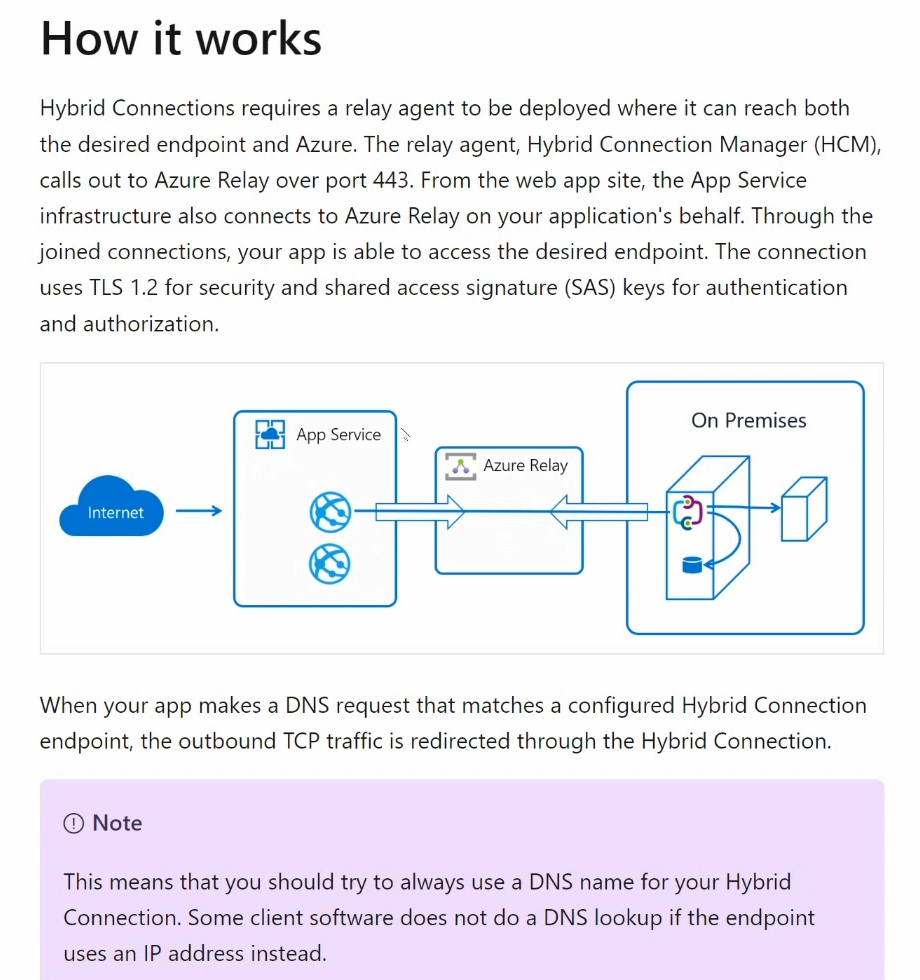 How it works
Hybrid Connections requires a relay agent to be deployed where it can reach both
the desired endpoint and Azure. The relay agent, Hybrid Connection Manager (HCM),
calls out to Azure Relay over port 443. From the web app site, the App Service
infrastructure also connects to Azure Relay on your application's behalf. Through the
joined connections, your app is able to access the desired endpoint. The connection
uses TLS 1.2 for security and shared access signature (SAS) keys for authentication
and authorization.
Internet
App Service
Azure Relay
On Premises
When your app makes a DNS request that matches a configured Hybrid Connection
endpoint, the outbound TCP traffic is redirected through the Hybrid Connection.
Note
This means that you should try to always use a DNS name for your Hybrid
Connection. Some client software does not do a DNS lookup if the endpoint
uses an IP address instead.